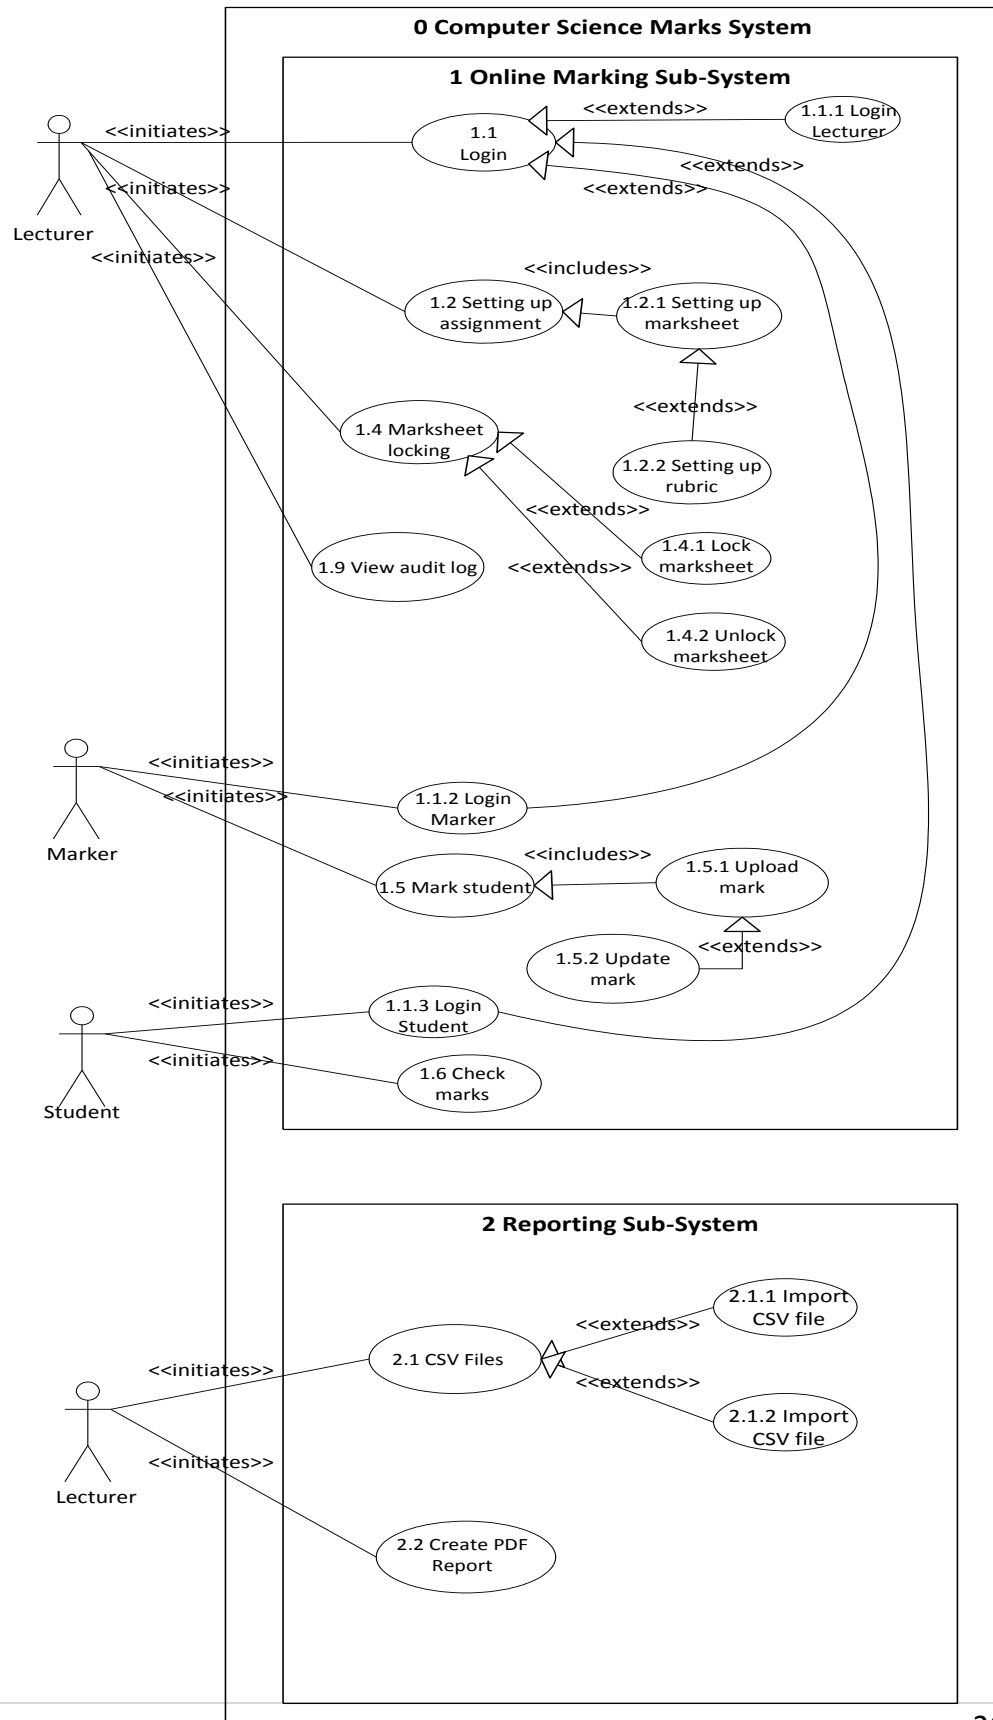 0 Computer Science Marks System
1 Online Marking Sub-System
<<extends>>
1.1.1 Login
Lecturer
<<initiates>>
1.1
Login
<<extends>>
<<extends>>
<<initiates>>
Lecturer
<<initiates>>
<<includes>>
1.2 Setting up
assignment
1.2.1 Setting up
marksheet
<<extends>>
1.4 Marksheet
locking
1.2.2 Setting up
rubric
<<extends>>
1.4.1 Lock
marksheet
1.9 View audit log
<<extends>>
1.4.2 Unlock
marksheet
<<initiates>>
<<initiates>>
1.1.2 Login
Marker
Marker
<<includes>>
1.5 Mark student
1.5.1 Upload
mark
<<extends>>
1.5.2 Update
mark
<<initiates>>
1.1.3 Login
Student
<<initiates>>
1.6 Check
marks
Student
2 Reporting Sub-System
2.1.1 Import
CSV file
<<extends>>
<<initiates>>
2.1 CSV Files
<<extends>>
2.1.2 Import
CSV file
<<initiates>>
Lecturer
2.2 Create PDF
Report